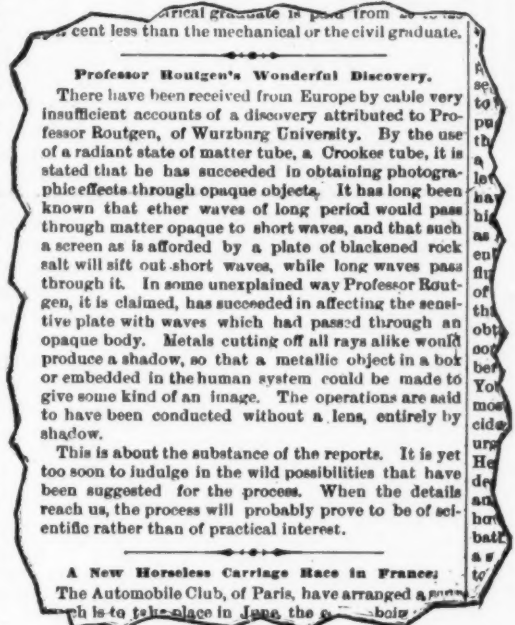 graduate is paid from
cent less than the mechanical or the civil graduate.
Professor Routgen's Wonderful Discovery.
There have been received from Europe by cable very
insufficient accounts of a discovery attributed to Pro-
fessor Routgen, of Wurzburg University. By the use
of a radiant state of matter tube, a Crookes tube, it is
stated that he has succeeded in obtaining photogra-
phic effects through opaque objects. It has long been
known that ether waves of long period would pass
through matter opaque to short waves, and that such
a screen as is afforded by a plate of blackened rock
salt will sift out short waves, while long waves pass
through it. In some unexplained way Professor Rout-
gen, it is claimed, has succeeded in affecting the sensi-
tive plate with waves which had passed through an
opaque body. Metals cutting off all rays alike would
produce a shadow, so that a metallic object in a box
or embedded in the human system could be made to
give some kind of an image. The operations are said
to have been conducted without a lens, entirely by
shadow.
This is about the substance of the reports. It is yet
too soon to indulge in the wild possibilities that have
been suggested for the process. When the details
reach us, the process will probably prove to be of sci-
entific rather than of practical interest.
A New Horseless Carriage Race in France.
The Automobile Club, of Paris, have arranged a
which is to take place in June, the